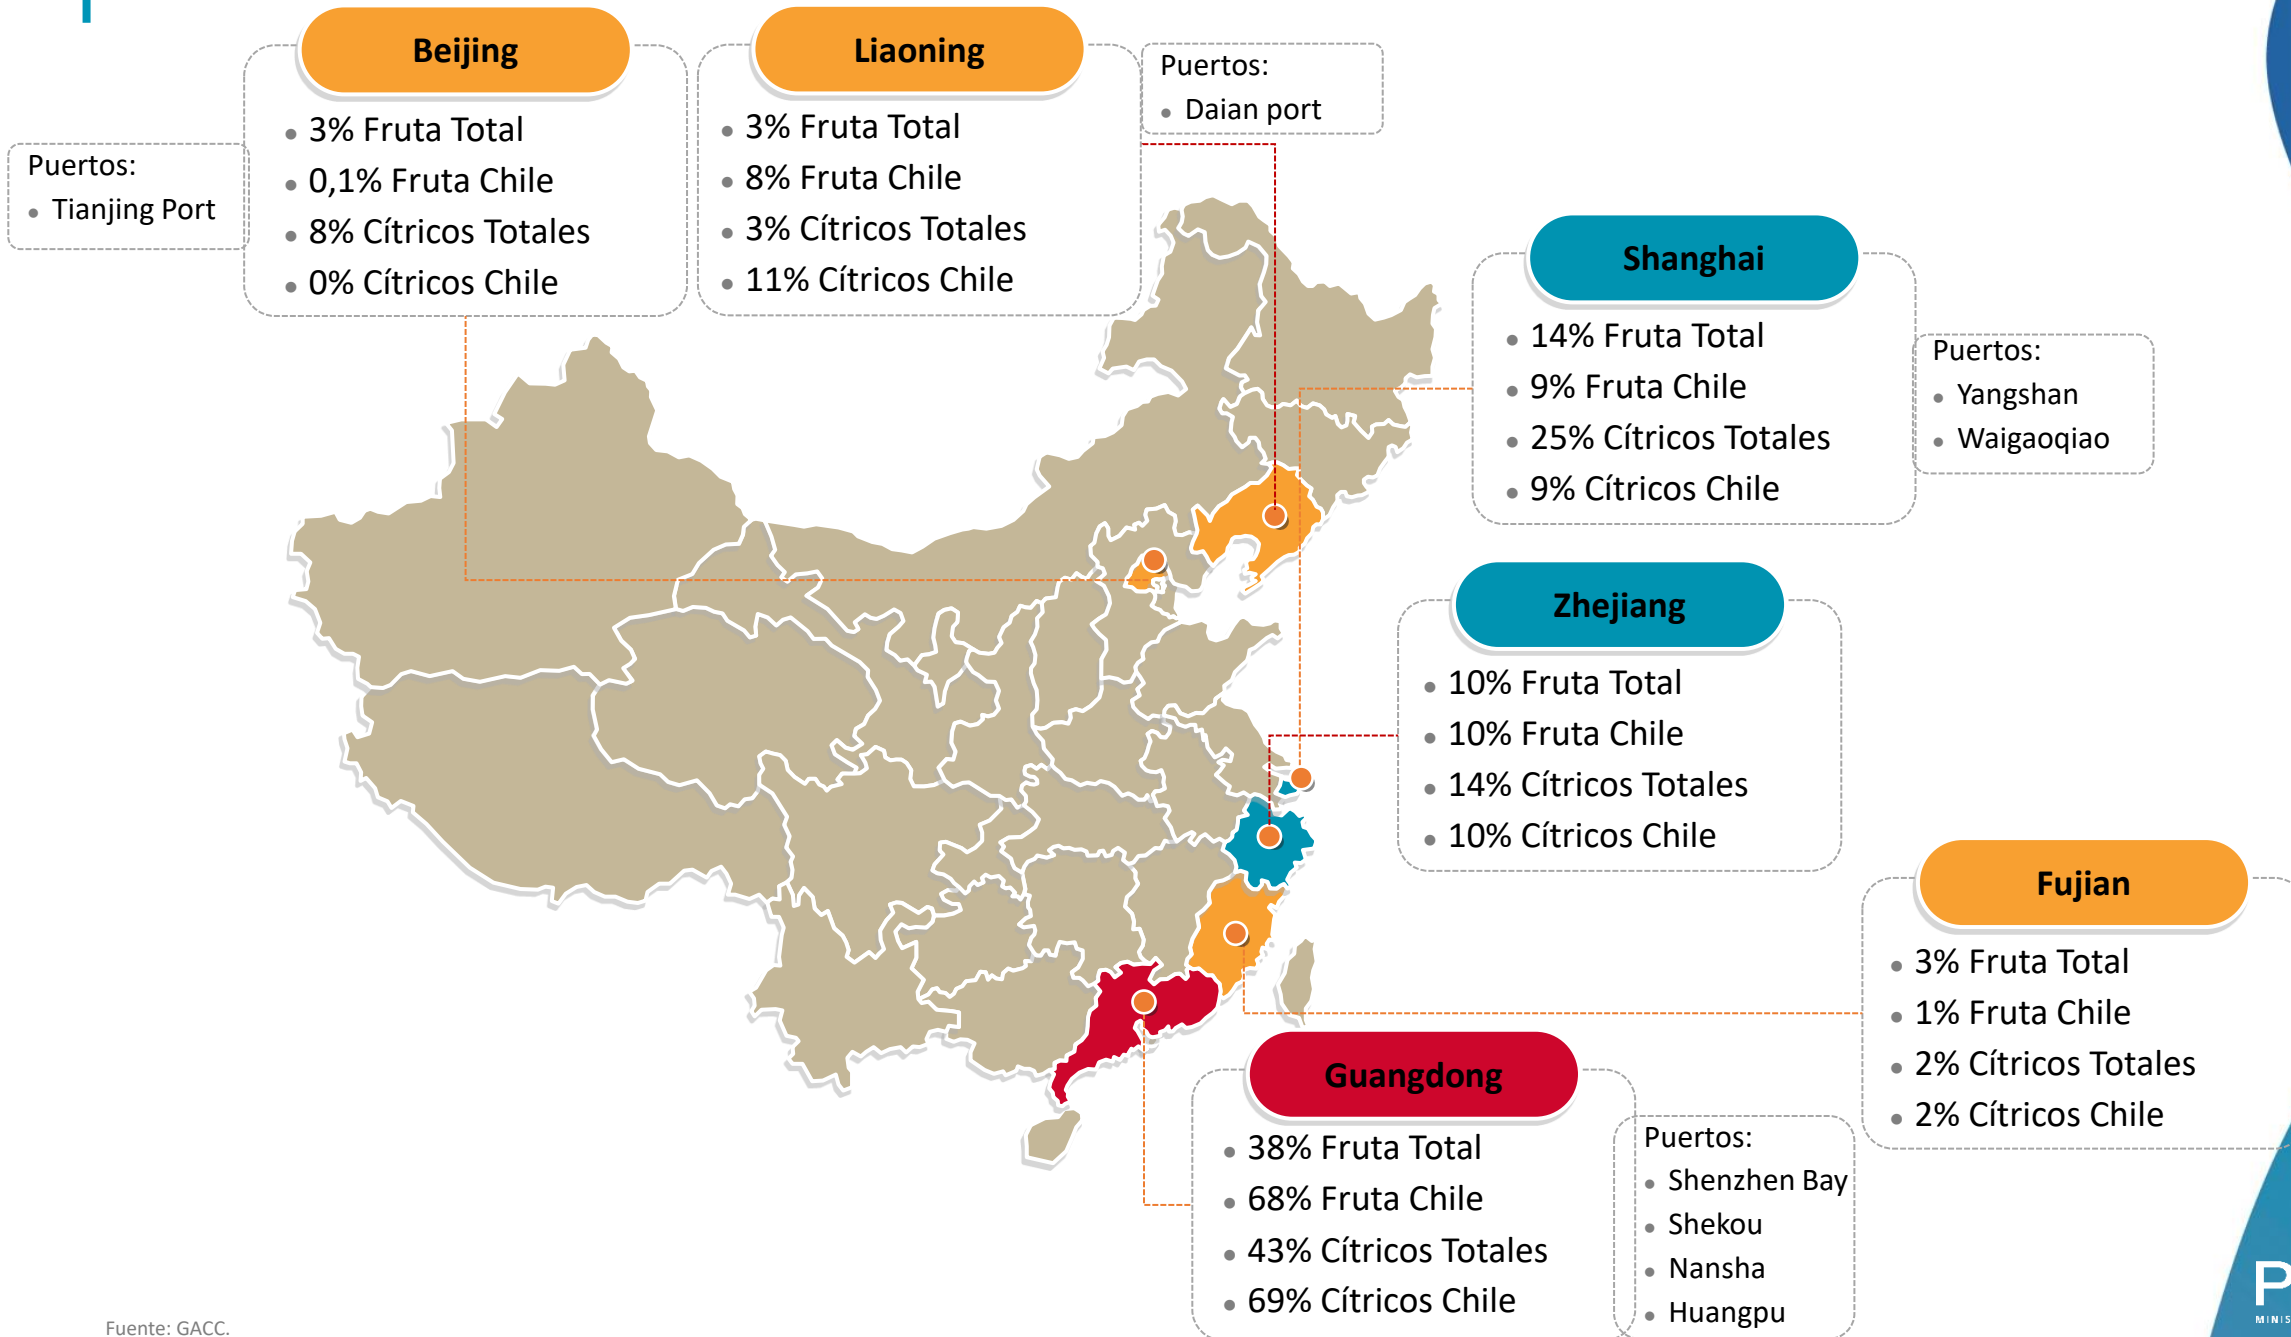 Beijing
3% Fruta Total
0,1% Fruta Chile
8% Cítricos Totales
0% Cítricos Chile
Puertos:
Tianjing Port
Liaoning
3% Fruta Total
8% Fruta Chile
3% Cítricos Totales
11% Cítricos Chile
Puertos:
Daian port
Shanghai
14% Fruta Total
9% Fruta Chile
25% Cítricos Totales
9% Cítricos Chile
Puertos:
Yangshan
Waigaoqiao
Zhejiang
10% Fruta Total
10% Fruta Chile
14% Cítricos Totales
10% Cítricos Chile
Fujian
3% Fruta Total
1% Fruta Chile
2% Cítricos Totales
2% Cítricos Chile
Guangdong
38% Fruta Total
68% Fruta Chile
43% Cítricos Totales
69% Cítricos Chile
Puertos:
Shenzhen Bay
Shekou
Nansha
Huangpu
Fuente: GACC.